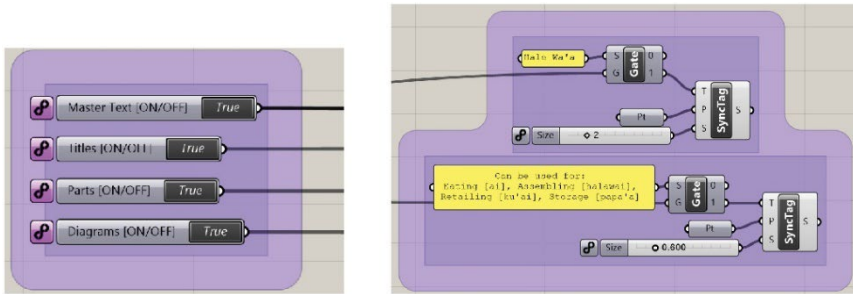 Master Text [ON/OFF] True
Titles [ON/OFF] True
Parts [ON/OFF] True
Diagrams [ON/OFF] True
Hale Wa'a
S 0
G 1
Gate
T
Pt P S
S
SyncTag
Size 2
Can be used for:
Eating [ai], Assembling [halawai],
Retailing [ku'ai], Storage [papa'a]
S 0
G 1
Gate
T
Pt P S
S
SyncTag
Size 0.600